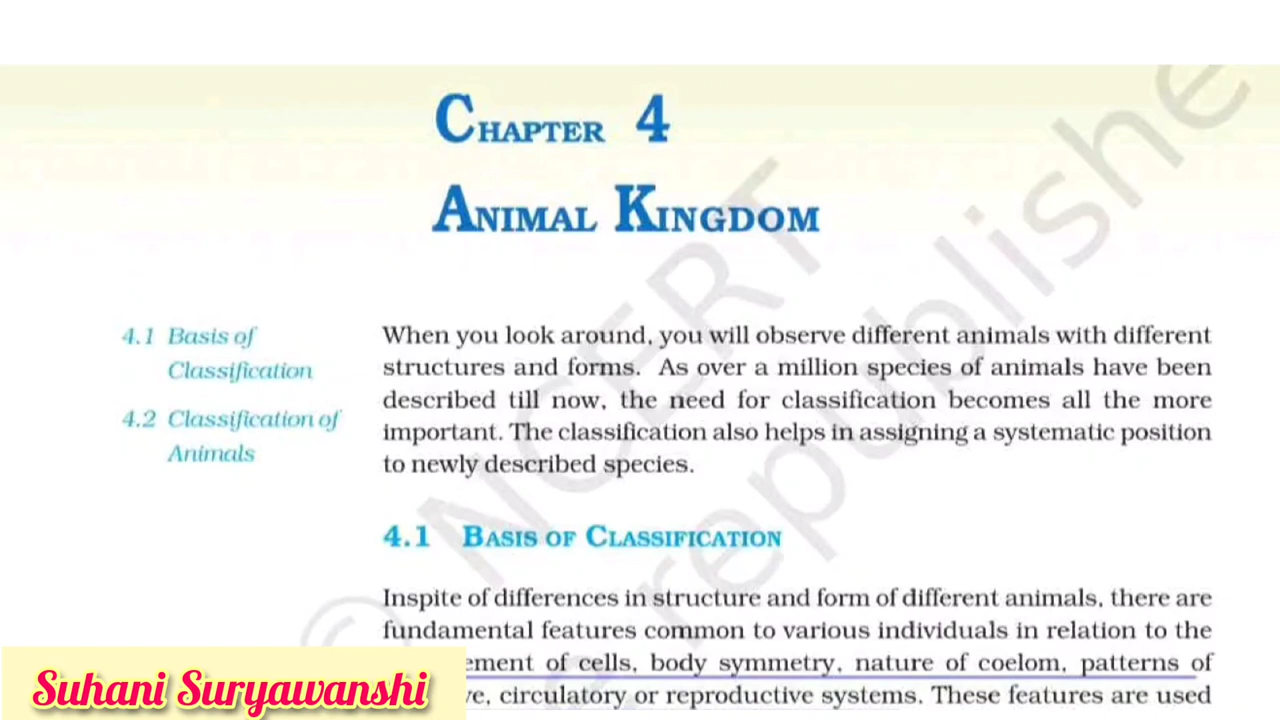 CHAPTER 4
ANIMAL KINGDOM
4.1 Basis of
Classification
4.2 Classification of
Animals
When you look around, you will observe different animals with different
structures and forms. As over a million species of animals have been
described till now, the need for classification becomes all the more
important. The classification also helps in assigning a systematic position
to newly described species.
4.1 BASIS OF CLASSIFICATION
Inspite of differences in structure and form of different animals, there are
fundamental features common to various individuals in relation to the
of cells, body symmetry, nature of coelom, patterns of
circulatory or reproductive systems. These features are used
© NCERT
republishe
Suhani Suryawanshi